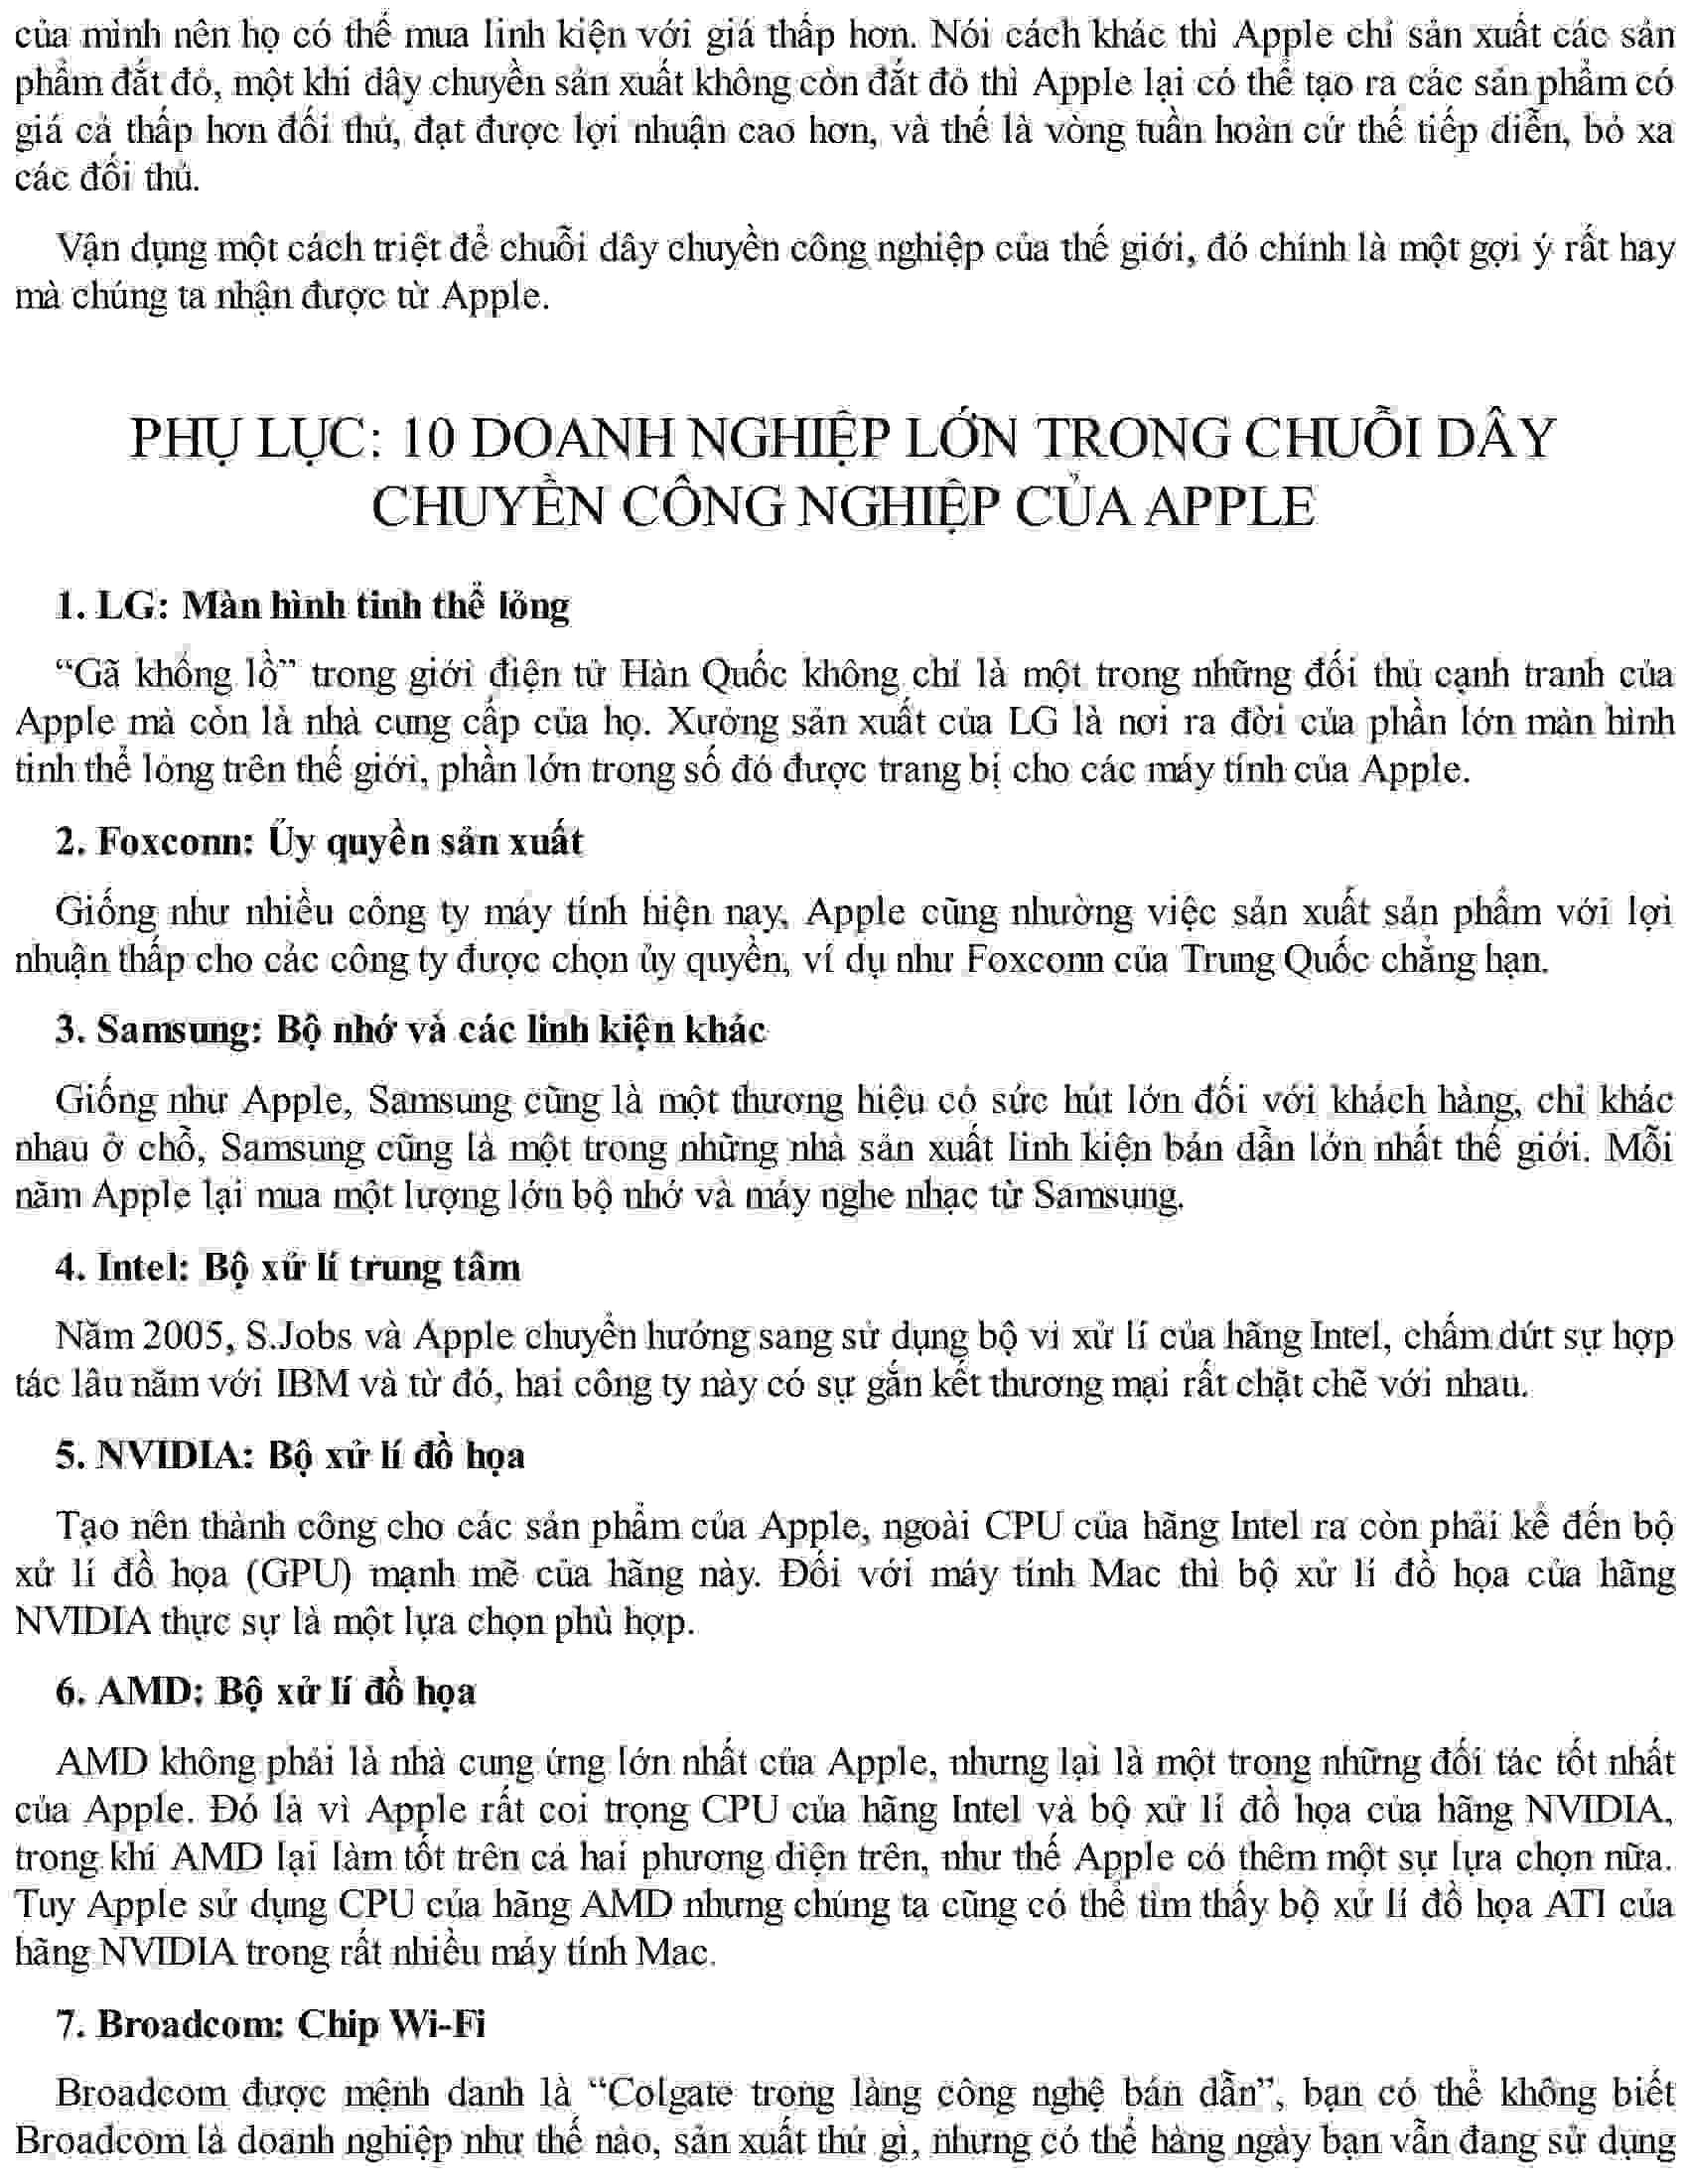 của mình nên họ có thể mua linh kiện với giá thấp hơn. Nói cách khác thì Apple chỉ sản xuất các sản
phẩm đắt đỏ, một khi dây chuyền sản xuất không còn đắt đỏ thì Apple lại có thể tạo ra các sản phẩm có
giá cả thấp hơn đối thủ, đạt được lợi nhuận cao hơn, và thế là vòng tuần hoàn cứ thế tiếp diễn, bỏ xa
các đối thủ.
Vận dụng một cách triệt để chuỗi dây chuyền công nghiệp của thế giới, đó chính là một gợi ý rất hay
mà chúng ta nhận được từ Apple.
PHỤ LỤC: 10 DOANH NGHIỆP LỚN TRONG CHUỖI DÂY
CHUYỀN CÔNG NGHIỆP CỦA APPLE
1. LG: Màn hình tinh thể lỏng
“Gã khổng lồ” trong giới điện tử Hàn Quốc không chỉ là một trong những đối thủ cạnh tranh của
Apple mà còn là nhà cung cấp của họ. Xưởng sản xuất của LG là nơi ra đời của phần lớn màn hình
tinh thể lỏng trên thế giới, phần lớn trong số đó được trang bị cho các máy tính của Apple.
2. Foxconn: Ủy quyền sản xuất
Giống như nhiều công ty máy tính hiện nay, Apple cũng nhường việc sản xuất sản phẩm với lợi
nhuận thấp cho các công ty được chọn ủy quyền, ví dụ như Foxconn của Trung Quốc chẳng hạn.
3. Samsung: Bộ nhớ và các linh kiện khác
Giống như Apple, Samsung cũng là một thương hiệu có sức hút lớn đối với khách hàng, chỉ khác
nhau ở chỗ, Samsung cũng là một trong những nhà sản xuất linh kiện bán dẫn lớn nhất thế giới. Mỗi
năm Apple lại mua một lượng lớn bộ nhớ và máy nghe nhạc từ Samsung.
4. Intel: Bộ xử lí trung tâm
Năm 2005, S.Jobs và Apple chuyển hướng sang sử dụng bộ vi xử lí của hãng Intel, chấm dứt sự hợp
tác lâu năm với IBM và từ đó, hai công ty này có sự gắn kết thương mại rất chặt chẽ với nhau.
5. NVIDIA: Bộ xử lí đồ họa
Tạo nên thành công cho các sản phẩm của Apple, ngoài CPU của hãng Intel ra còn phải kể đến bộ
xử lí đồ họa (GPU) mạnh mẽ của hãng này. Đối với máy tính Mac thì bộ xử lí đồ họa của hãng
NVIDIA thực sự là một lựa chọn phù hợp.
6. AMD: Bộ xử lí đồ họa
AMD không phải là nhà cung ứng lớn nhất của Apple, nhưng lại là một trong những đối tác tốt nhất
của Apple. Đó là vì Apple rất coi trọng CPU của hãng Intel và bộ xử lí đồ họa của hãng NVIDIA,
trong khi AMD lại làm tốt trên cả hai phương diện trên, như thế Apple có thêm một sự lựa chọn nữa.
Tuy Apple sử dụng CPU của hãng AMD nhưng chúng ta cũng có thể tìm thấy bộ xử lí đồ họa ATI của
hãng NVIDIA trong rất nhiều máy tính Mac.
7. Broadcom: Chip Wi-Fi
Broadcom được mệnh danh là “Colgate trong làng công nghệ bán dẫn”, bạn có thể không biết
Broadcom là doanh nghiệp như thế nào, sản xuất thứ gì, nhưng có thể hàng ngày bạn vẫn đang sử dụng